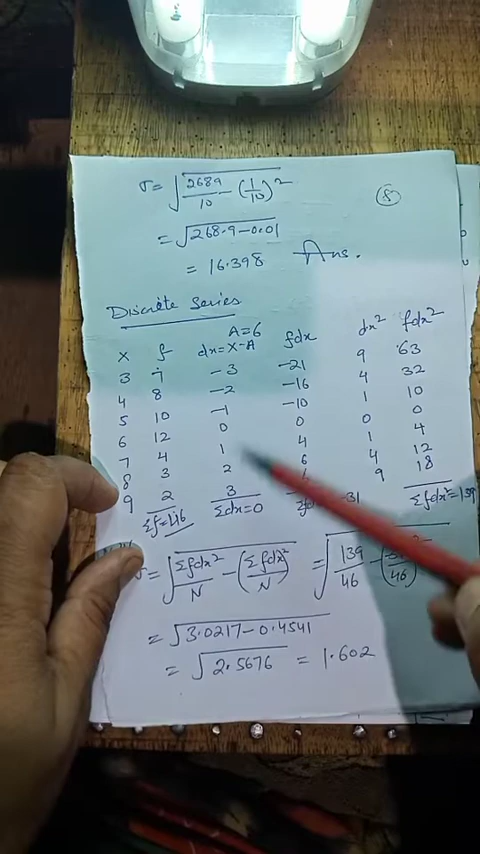 σ = √(2689/10 - (1/10)²)
(8)
= √268.9-0.01
= 16.398 Ans.
Discrete Series
A=6
X f dx=X-A fdx dx² fdx²
3 7 -3 -21 9 63
4 8 -2 -16 4 32
5 10 -1 -10 1 10
6 12 0 0 0 0
7 4 1 4 1 4
8 3 2 6 4 12
9 2 3 9 18
Σf=46 Σdx=0 -31 Σfdx²=139
σ = √(Σfdx²/N - (Σfdx/N)²) = √(139/46 - ( /46)²)
= √3.0217-0.4541
= √2.5676 = 1.602